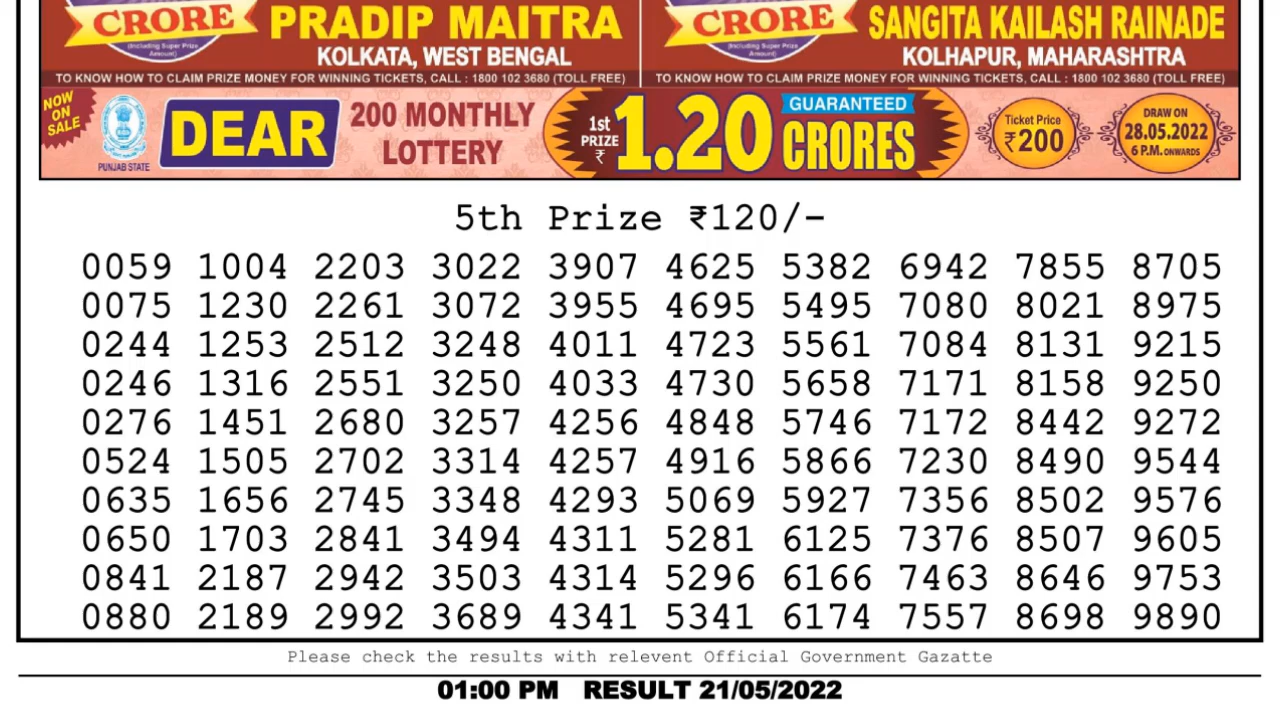 CRORE
(Including Super Prize
Amount)
PRADIP MAITRA
KOLKATA, WEST BENGAL
TO KNOW HOW TO CLAIM PRIZE MONEY FOR WINNING TICKETS, CALL : 1800 102 3680 (TOLL FREE)
CRORE
(Including Super Prize
Amount)
SANGITA KAILASH RAINADE
KOLHAPUR, MAHARASHTRA
TO KNOW HOW TO CLAIM PRIZE MONEY FOR WINNING TICKETS, CALL : 1800 102 3680 (TOLL FREE)
NOW
ON
SALE
PUNJAB STATE
DEAR
200 MONTHLY
LOTTERY
1st
PRIZE
₹
1.20
GUARANTEED
CRORES
Ticket Price
₹200
DRAW ON
28.05.2022
6 P.M. ONWARDS
5th Prize ₹120/-
0059 1004 2203 3022 3907 4625 5382 6942 7855 8705
0075 1230 2261 3072 3955 4695 5495 7080 8021 8975
0244 1253 2512 3248 4011 4723 5561 7084 8131 9215
0246 1316 2551 3250 4033 4730 5658 7171 8158 9250
0276 1451 2680 3257 4256 4848 5746 7172 8442 9272
0524 1505 2702 3314 4257 4916 5866 7230 8490 9544
0635 1656 2745 3348 4293 5069 5927 7356 8502 9576
0650 1703 2841 3494 4311 5281 6125 7376 8507 9605
0841 2187 2942 3503 4314 5296 6166 7463 8646 9753
0880 2189 2992 3689 4341 5341 6174 7557 8698 9890
Please check the results with relevent Official Government Gazatte
01:00 PM RESULT 21/05/2022